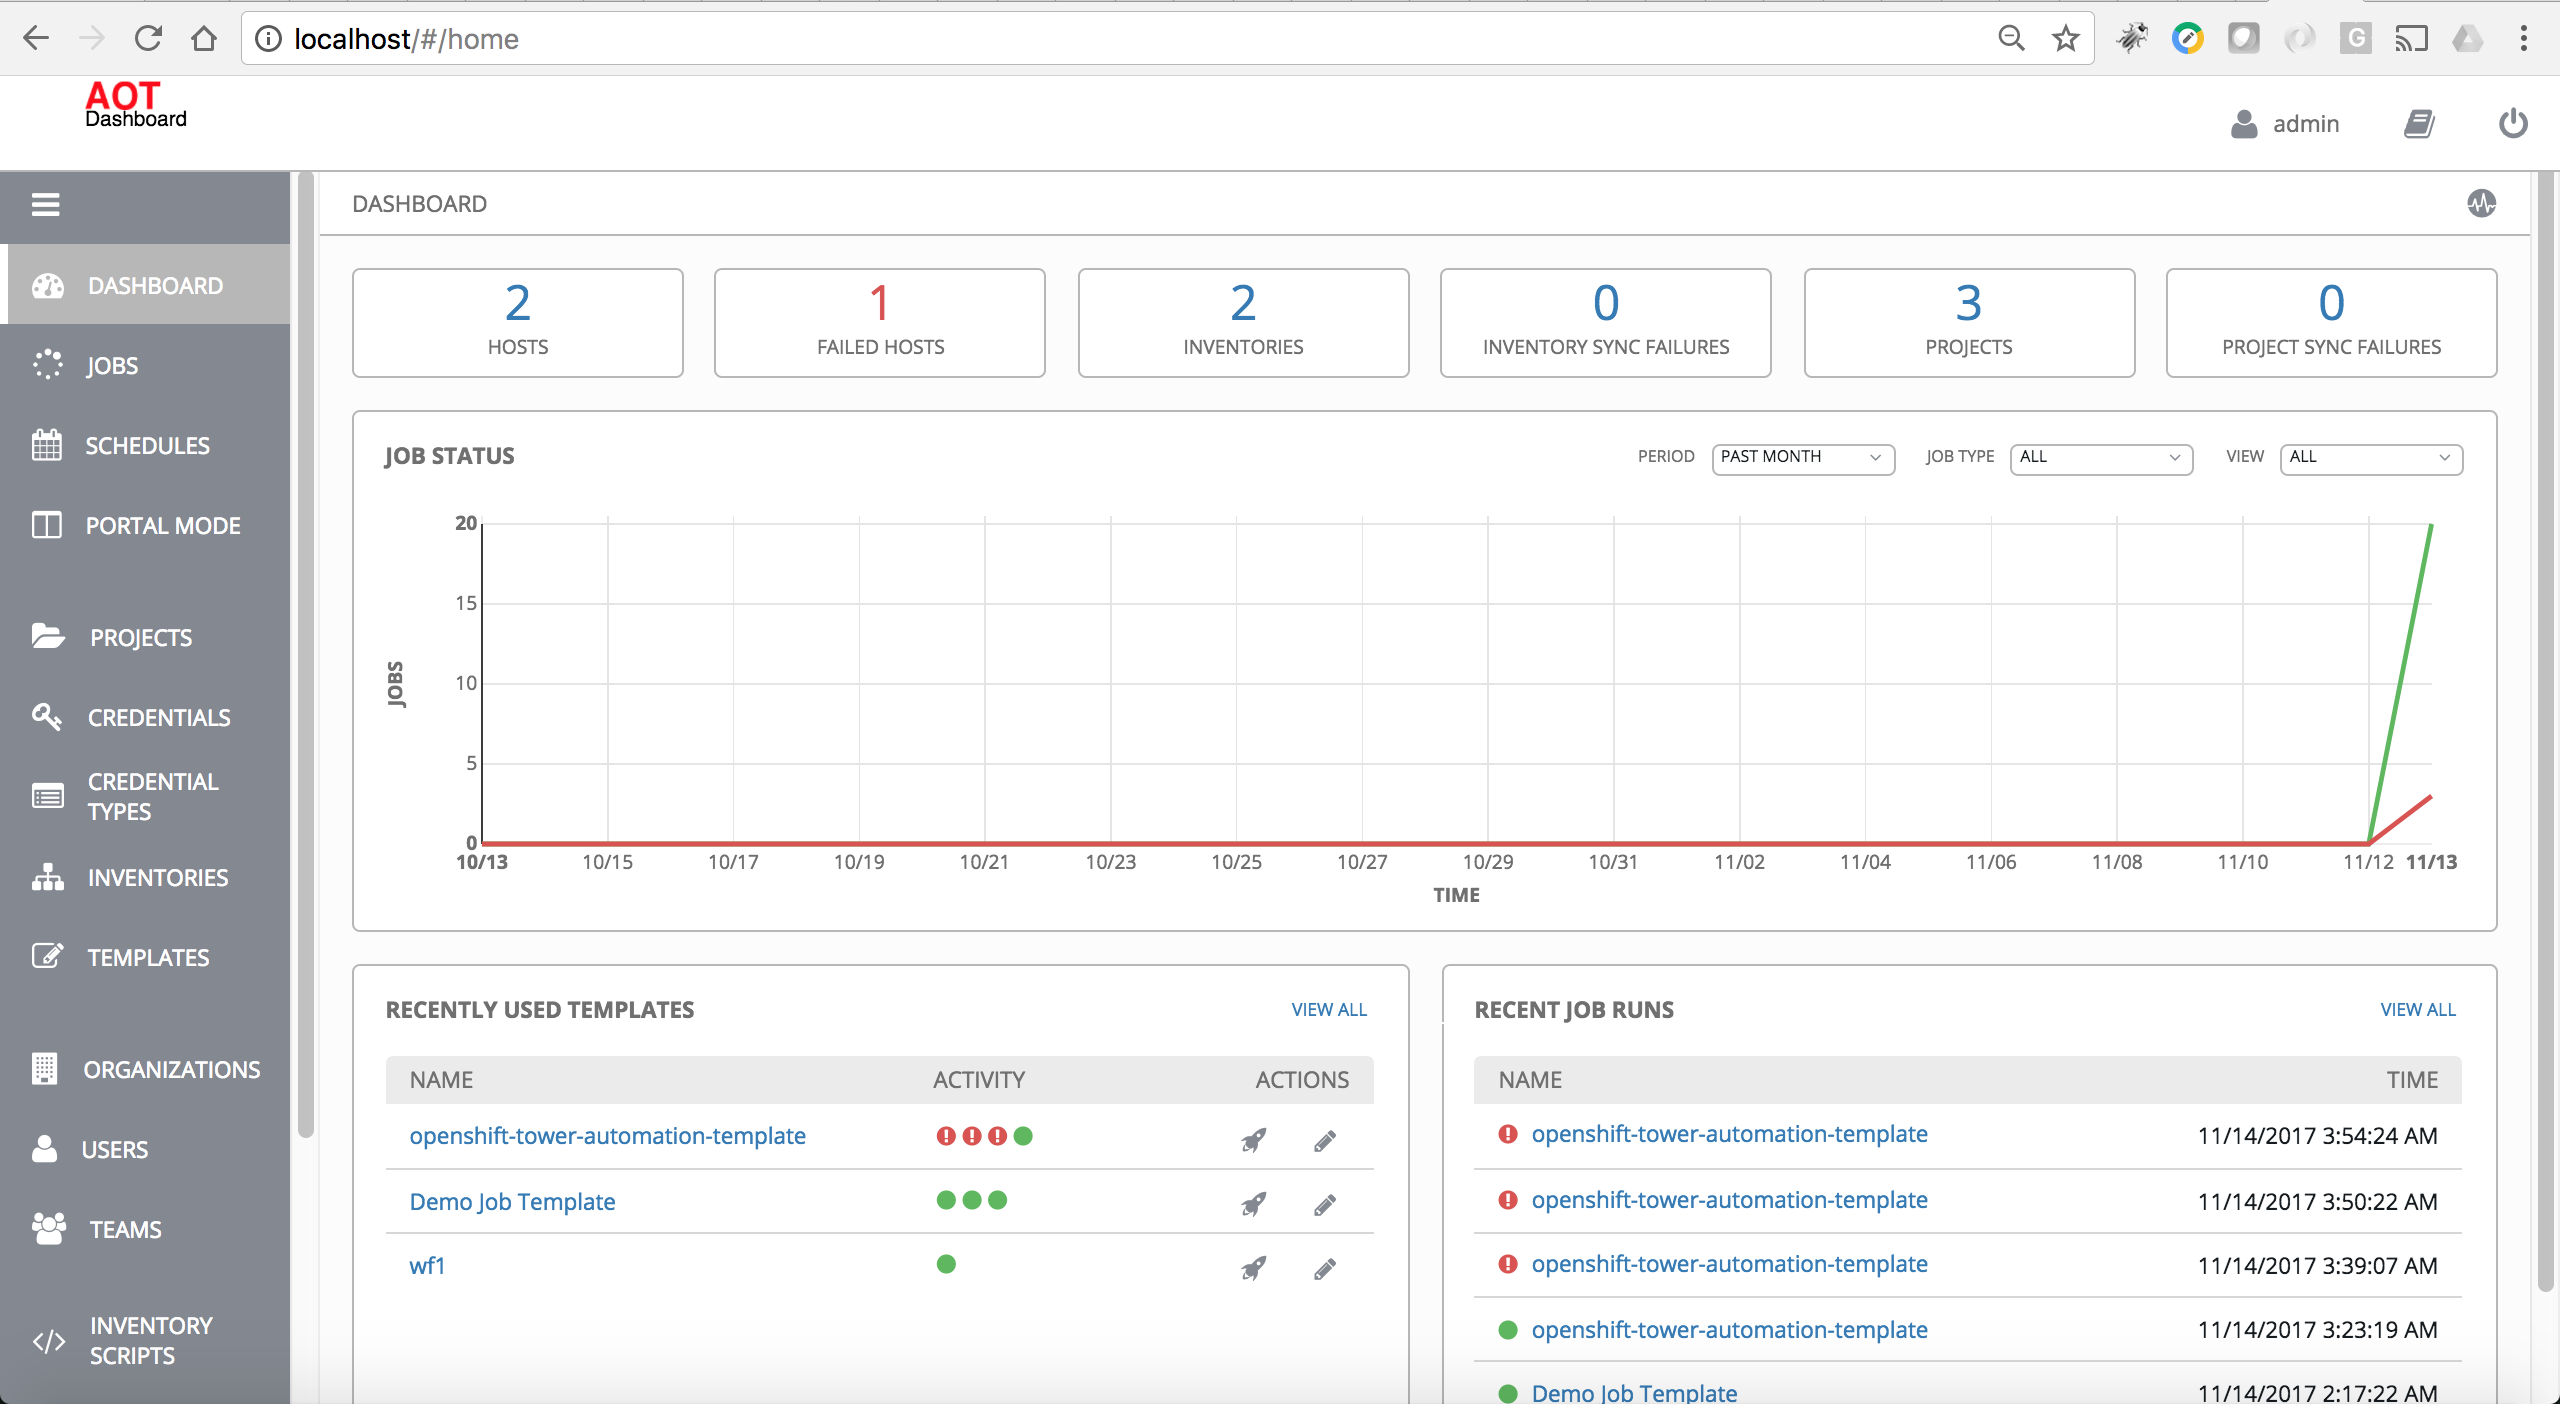 localhost/#/home
G
AOT
Dashboard
admin
DASHBOARD
JOBS
SCHEDULES
PORTAL MODE
PROJECTS
CREDENTIALS
CREDENTIAL
TYPES
INVENTORIES
TEMPLATES
ORGANIZATIONS
USERS
TEAMS
INVENTORY
SCRIPTS
DASHBOARD
2
HOSTS
1
FAILED HOSTS
2
INVENTORIES
0
INVENTORY SYNC FAILURES
3
PROJECTS
0
PROJECT SYNC FAILURES
JOB STATUS
PERIOD PAST MONTH JOB TYPE ALL VIEW ALL
20
15
10
5
0
JOBS
10/13 10/15 10/17 10/19 10/21 10/23 10/25 10/27 10/29 10/31 11/02 11/04 11/06 11/08 11/10 11/12 11/13
TIME
RECENTLY USED TEMPLATES VIEW ALL
NAME ACTIVITY ACTIONS
openshift-tower-automation-template
Demo Job Template
wf1
RECENT JOB RUNS VIEW ALL
NAME TIME
openshift-tower-automation-template 11/14/2017 3:54:24 AM
openshift-tower-automation-template 11/14/2017 3:50:22 AM
openshift-tower-automation-template 11/14/2017 3:39:07 AM
openshift-tower-automation-template 11/14/2017 3:23:19 AM
Demo Job Template 11/14/2017 2:17:22 AM